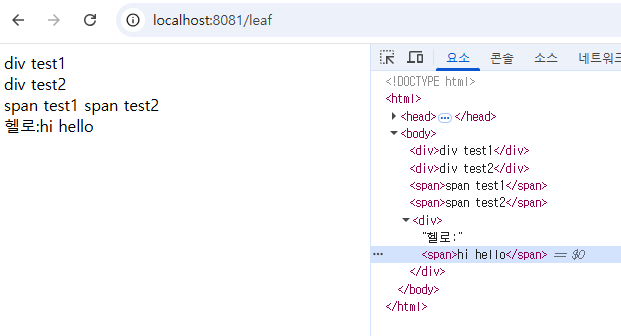 localhost:8081/leaf
div test1
div test2
span test1 span test2
헬로:hi hello
요소 콘솔 소스 네트워크
<!DOCTYPE html>
<html>
<head>…</head>
<body>
<div>div test1</div>
<div>div test2</div>
<span>span test1</span>
<span>span test2</span>
<div>
"헬로:"
<span>hi hello</span> == $0
</div>
</body>
</html>